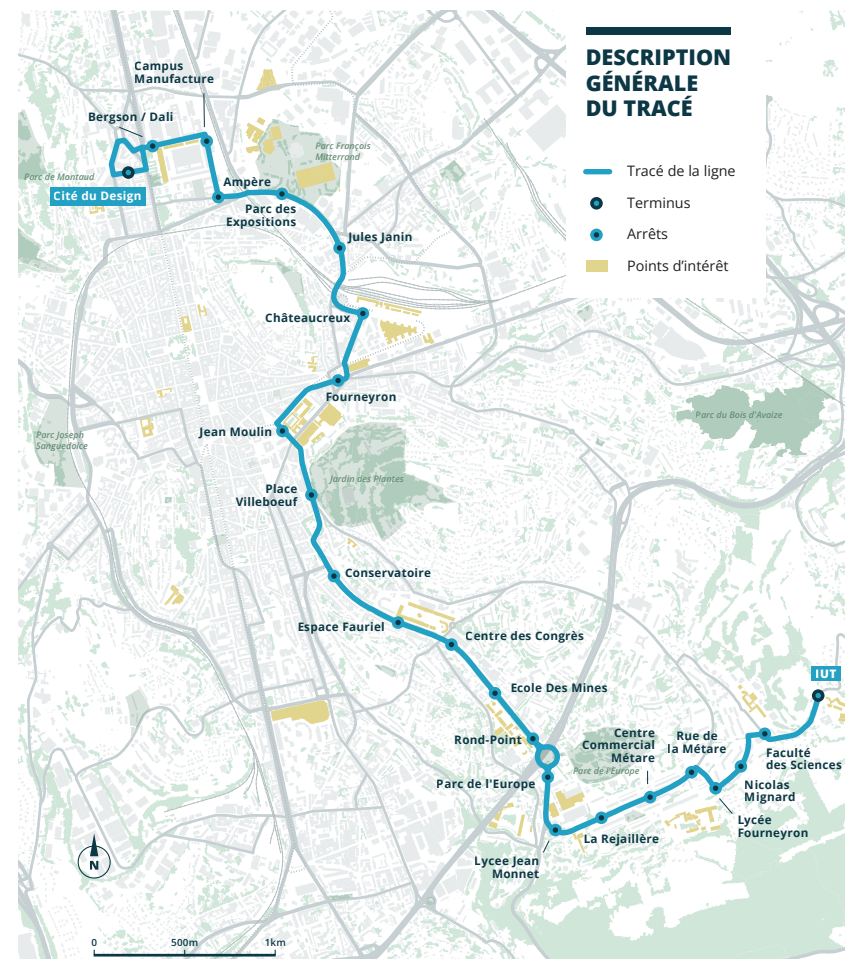 DESCRIPTION
GÉNÉRALE
DU TRACÉ
Tracé de la ligne
Terminus
Arrêts
Points d'intérêt
Campus
Manufacture
Bergson / Dali
Parc de Montaud
Cité du Design
Parc François
Mitterrand
Ampère
Parc des
Expositions
Jules Janin
Châteaucreux
Fourneyron
Jean Moulin
Parc Joseph
Sanguedolce
Parc du Bois d'Avaize
Jardin des Plantes
Place
Villeboeuf
Conservatoire
Espace Fauriel
Centre des Congrès
Ecole Des Mines
IUT
Rond-Point
Centre
Commercial
Métare
Rue de
la Métare
Parc de l'Europe
Faculté
des Sciences
Parc de l'Europe
Nicolas
Mignard
Lycée
Fourneyron
La Rejaillère
Lycee Jean
Monnet
N
0 500m 1km